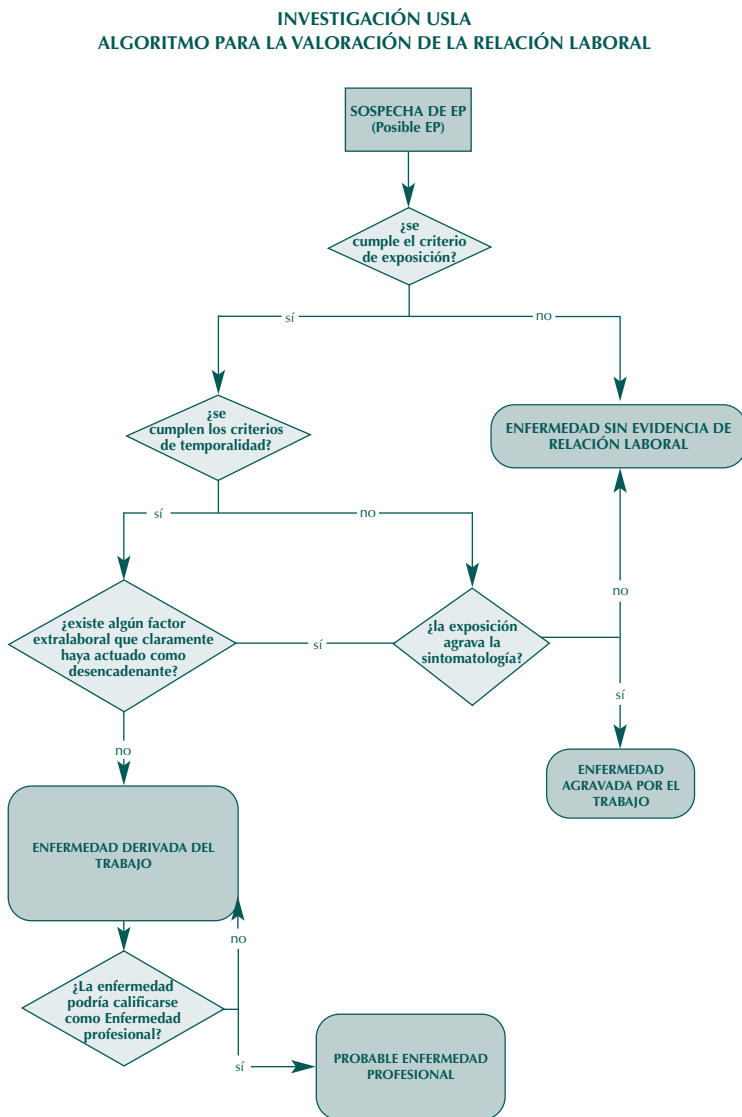 INVESTIGACIÓN USLA
ALGORITMO PARA LA VALORACIÓN DE LA RELACIÓN LABORAL
SOSPECHA DE EP
(Posible EP)
¿se
cumple el criterio
de exposición?
sí
no
¿se
cumplen los criterios
de temporalidad?
ENFERMEDAD SIN EVIDENCIA DE
RELACIÓN LABORAL
sí
no
¿existe algún factor
extralaboral que claramente
haya actuado como
desencadenante?
sí
¿la exposición
agrava la
sintomatología?
no
sí
no
ENFERMEDAD
AGRAVADA POR EL
TRABAJO
ENFERMEDAD DERIVADA DEL
TRABAJO
no
¿La enfermedad
podría calificarse
como Enfermedad
profesional?
sí
PROBABLE ENFERMEDAD
PROFESIONAL